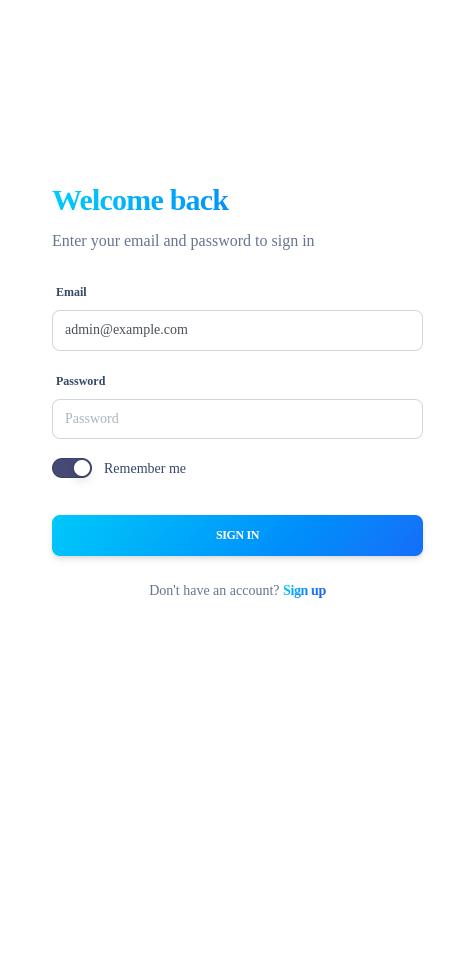 Welcome back
Enter your email and password to sign in
Email
admin@example.com
Password
Password
Remember me
SIGN IN
Don't have an account? Sign up